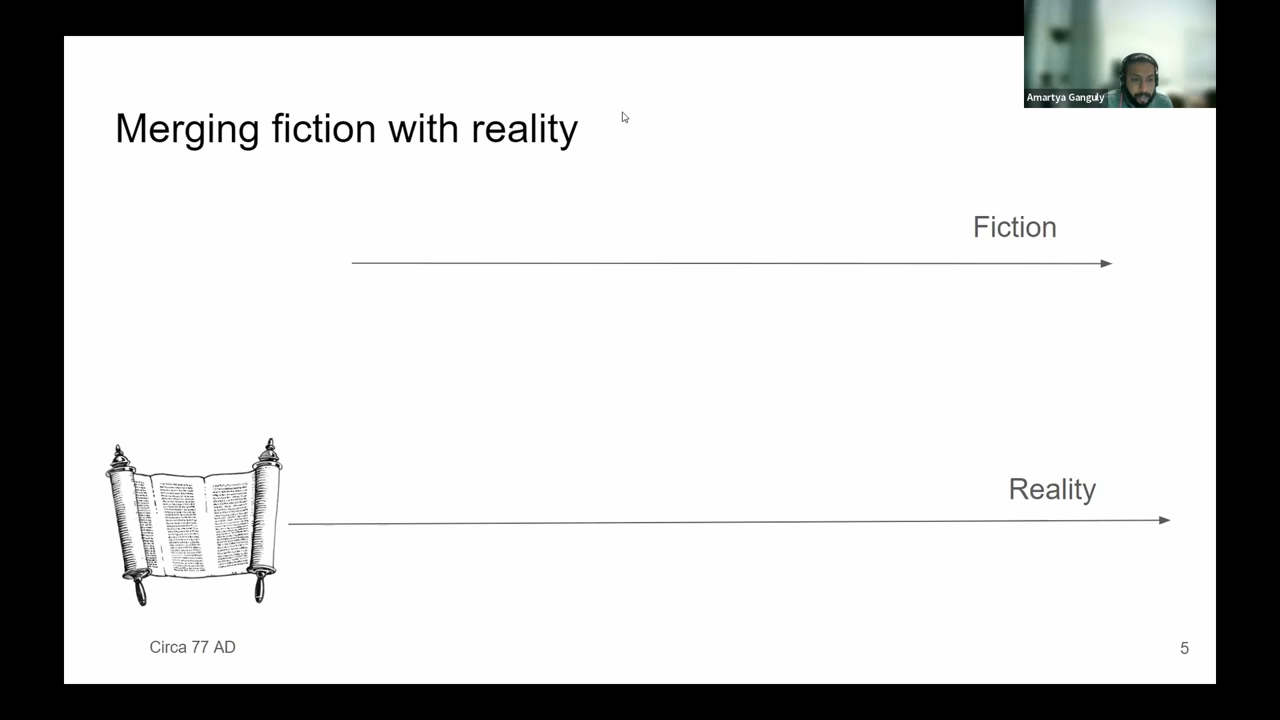 Amartya Ganguly
Merging fiction with reality
Fiction
Reality
Circa 77 AD
5